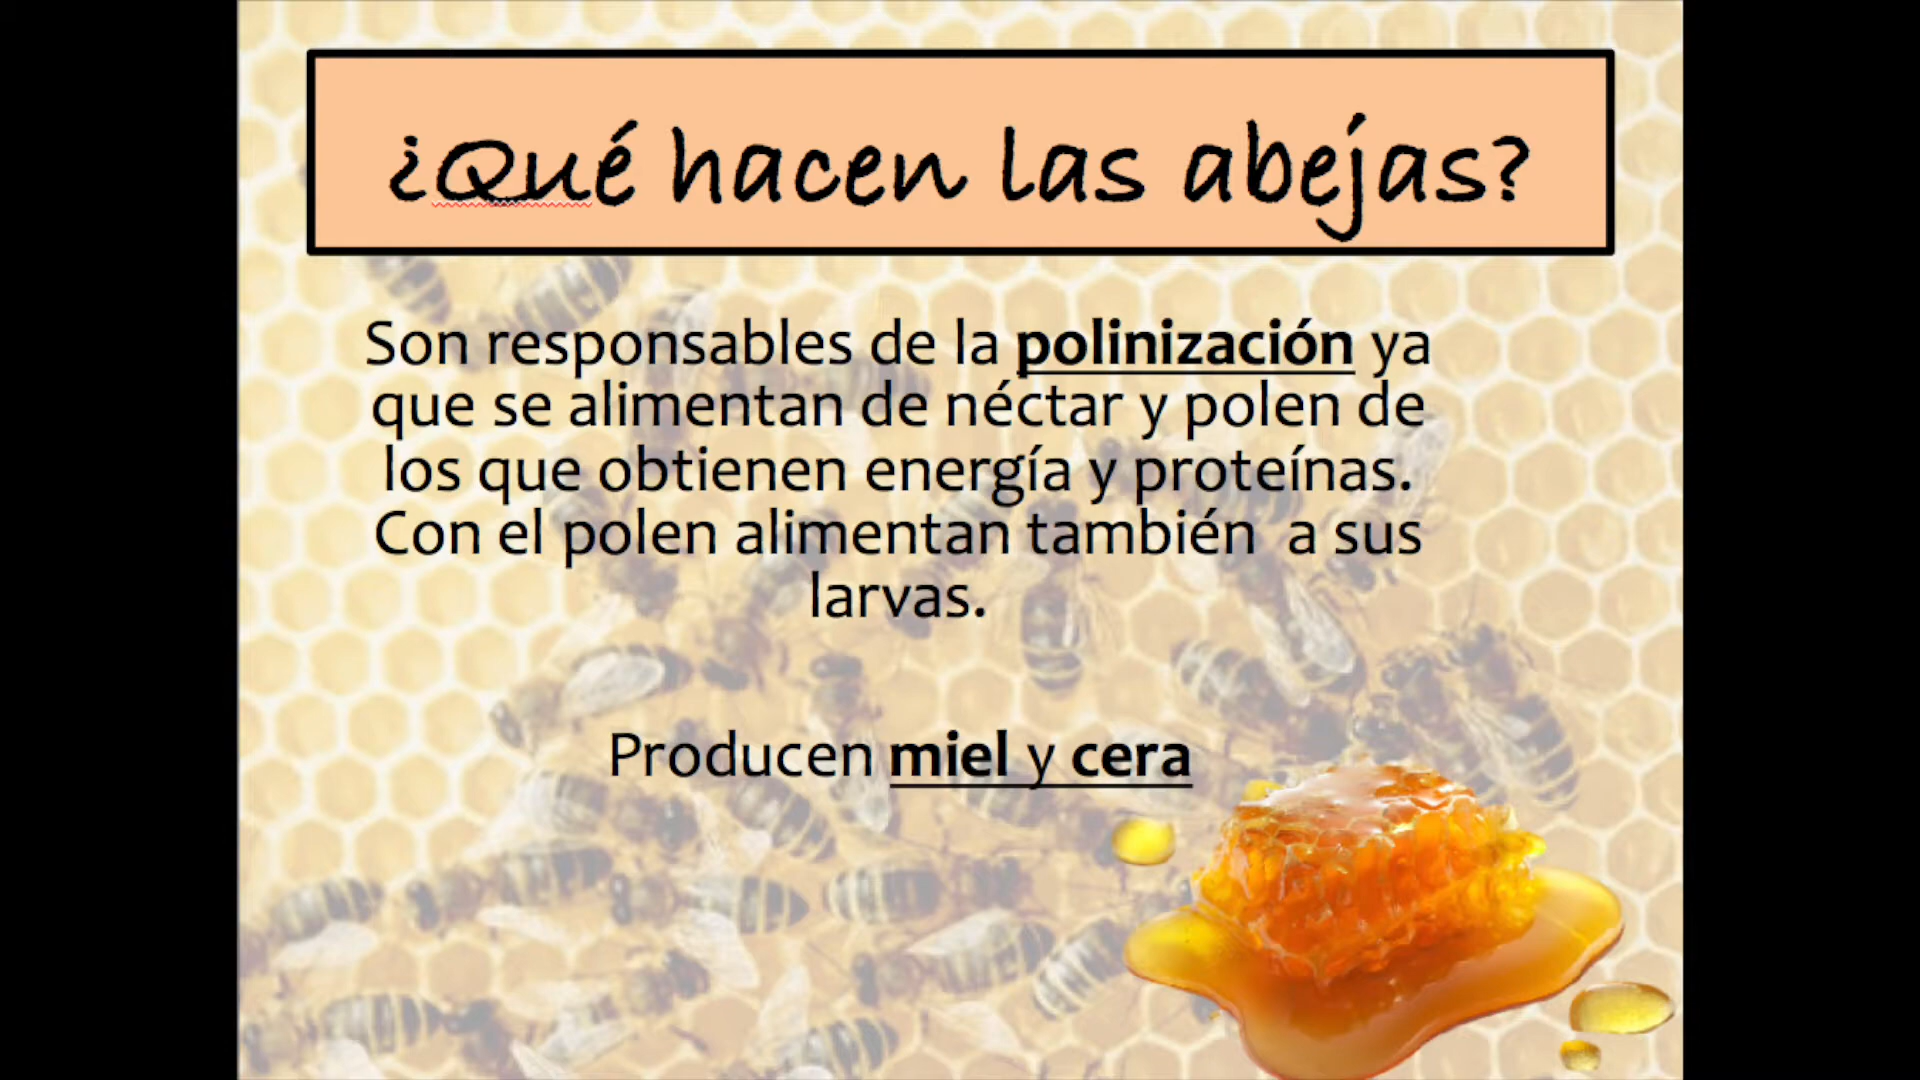 ¿Qué hacen las abejas?
Son responsables de la polinización ya
que se alimentan de néctar y polen de
los que obtienen energía y proteínas.
Con el polen alimentan también  a sus
larvas.
Producen miel y cera